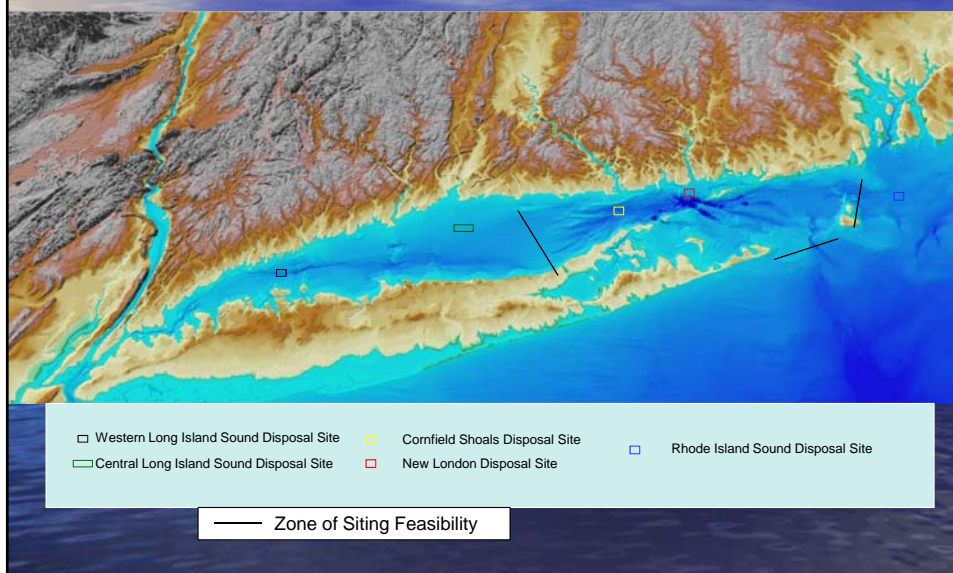 Western Long Island Sound Disposal Site
Central Long Island Sound Disposal Site
Cornfield Shoals Disposal Site
New London Disposal Site
Rhode Island Sound Disposal Site
Zone of Siting Feasibility